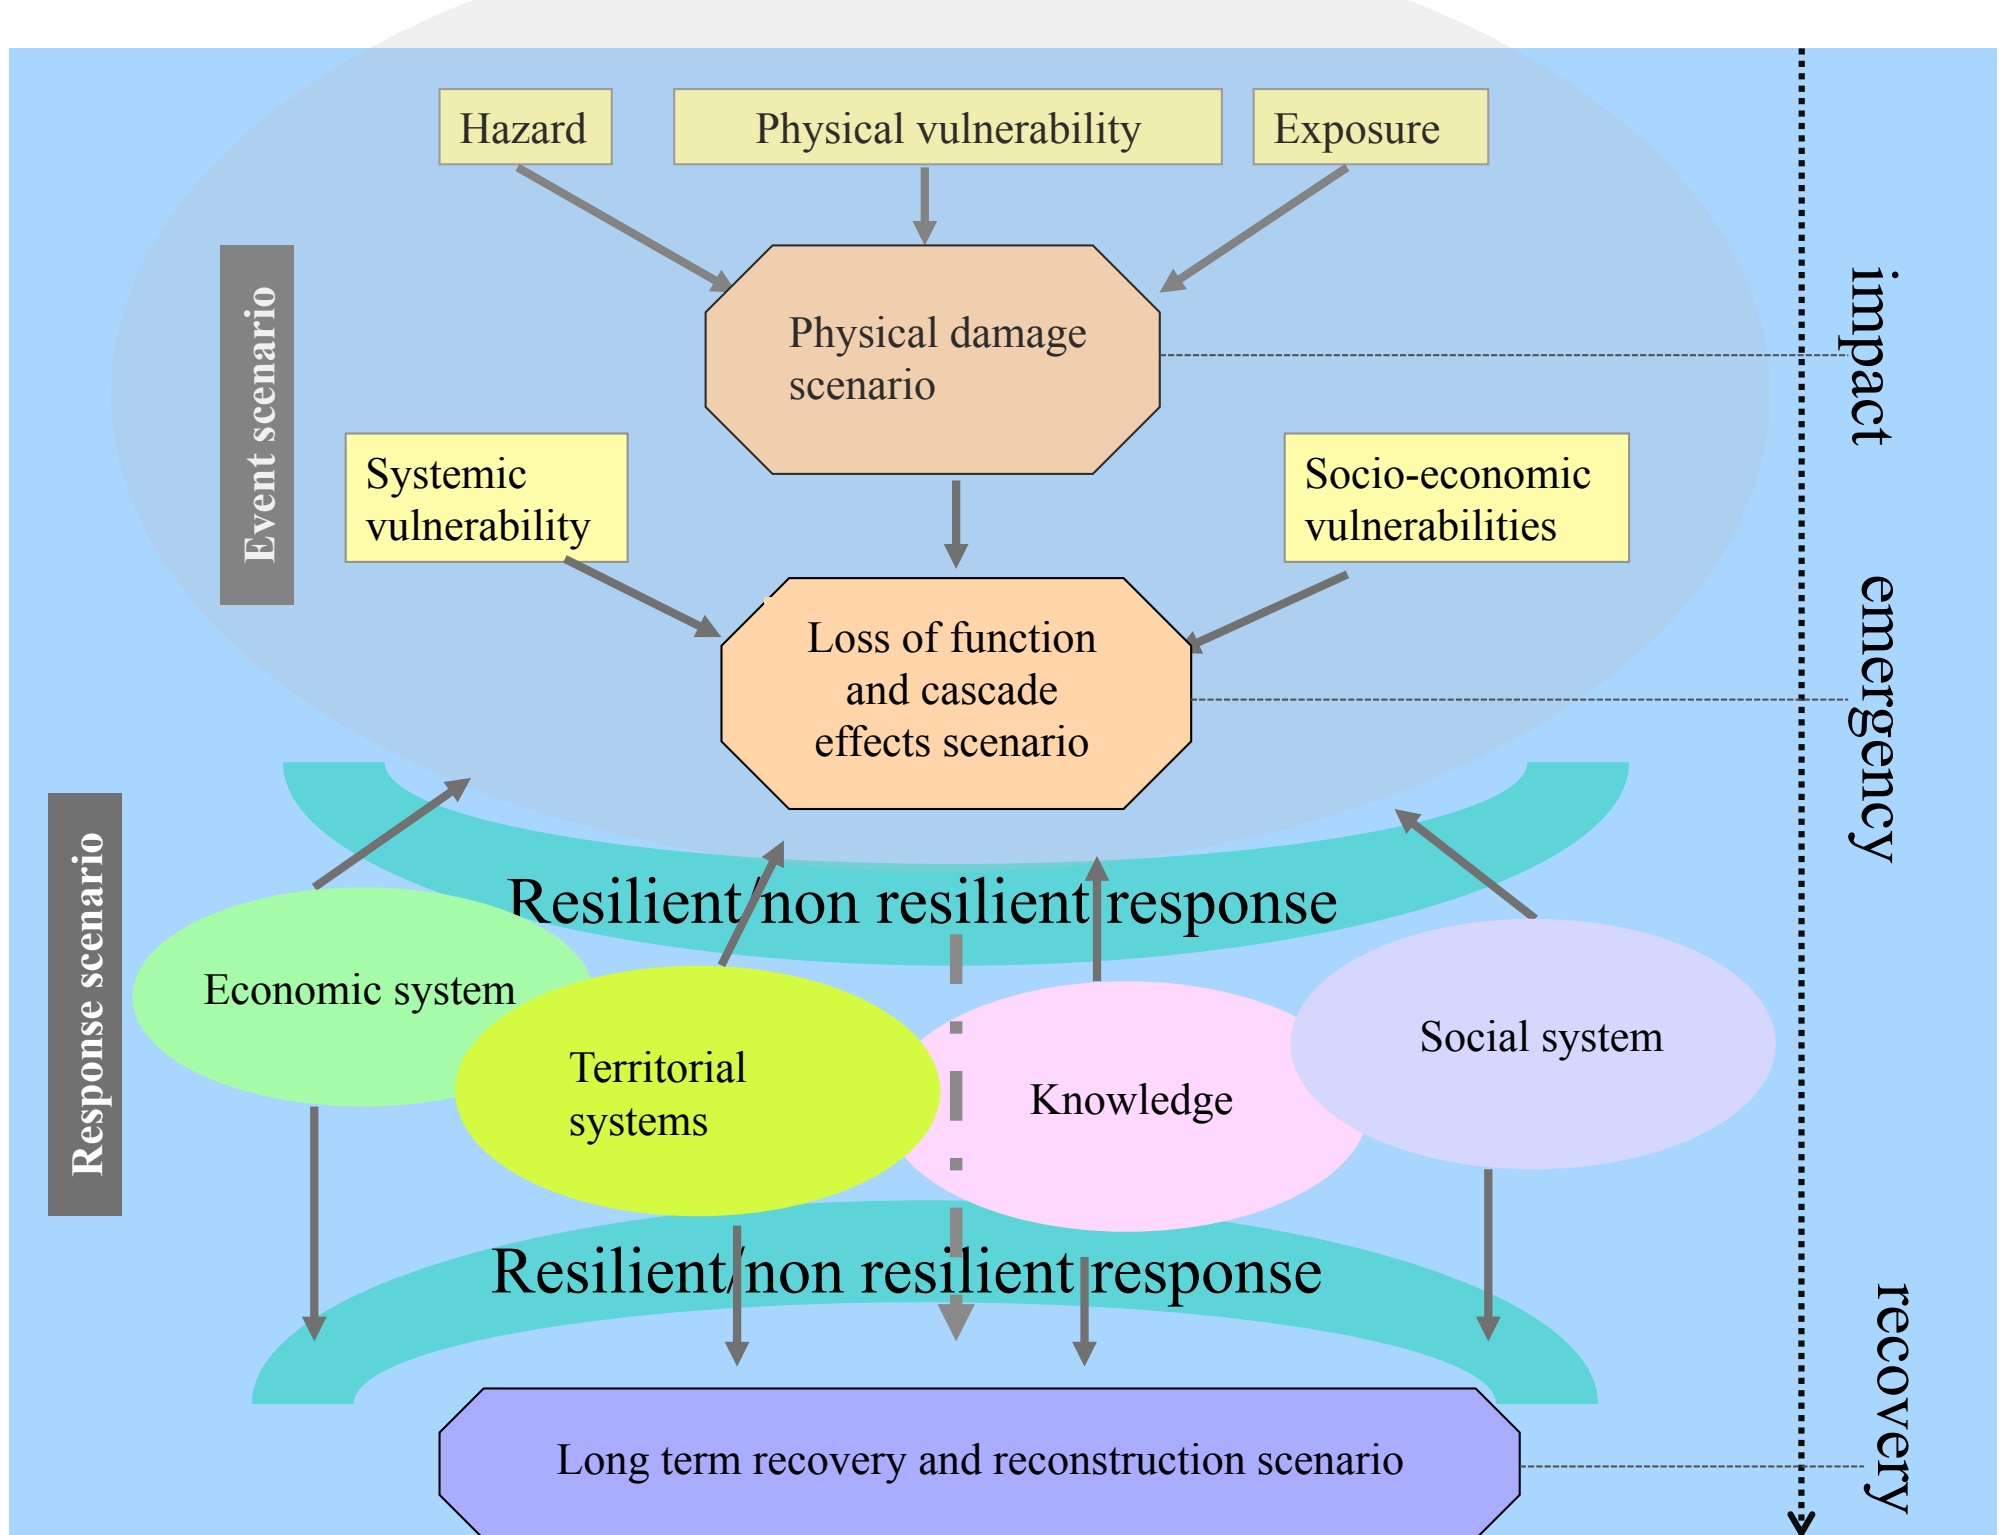 Hazard
Physical vulnerability
Exposure
Physical damage
scenario
impact
Event scenario
Systemic
vulnerability
Socio-economic
vulnerabilities
Loss of function
and cascade
effects scenario
emergency
Response scenario
Resilient/non resilient response
Economic system
Territorial
systems
Knowledge
Social system
Resilient/non resilient response
Long term recovery and reconstruction scenario
recovery